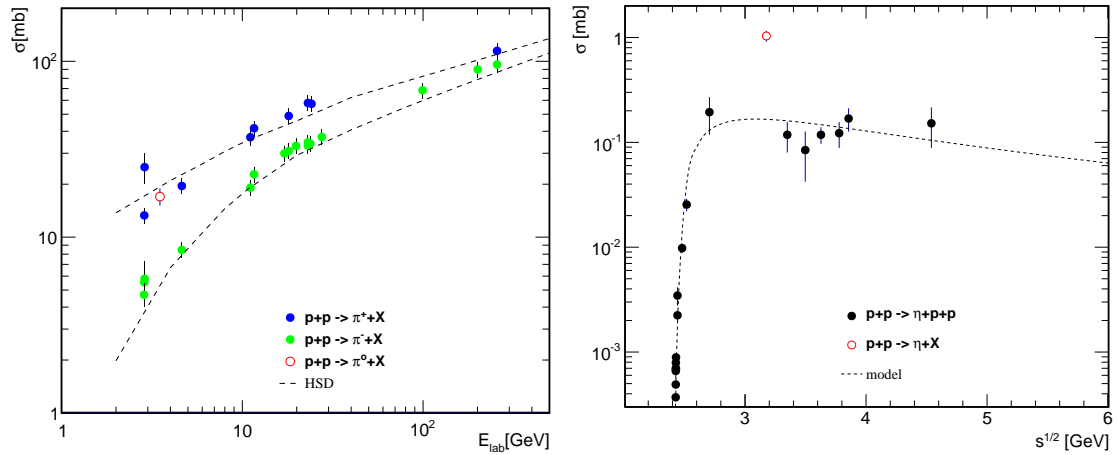 σ[mb]
10²
10
1
p+p -> π⁺+X
p+p -> π⁻+X
p+p -> π⁰+X
HSD
1
10
10²
E_lab[GeV]
σ [mb]
1
10⁻¹
10⁻²
10⁻³
p+p -> η+p+p
p+p -> η+X
model
3
4
5
6
s^1/2 [GeV]